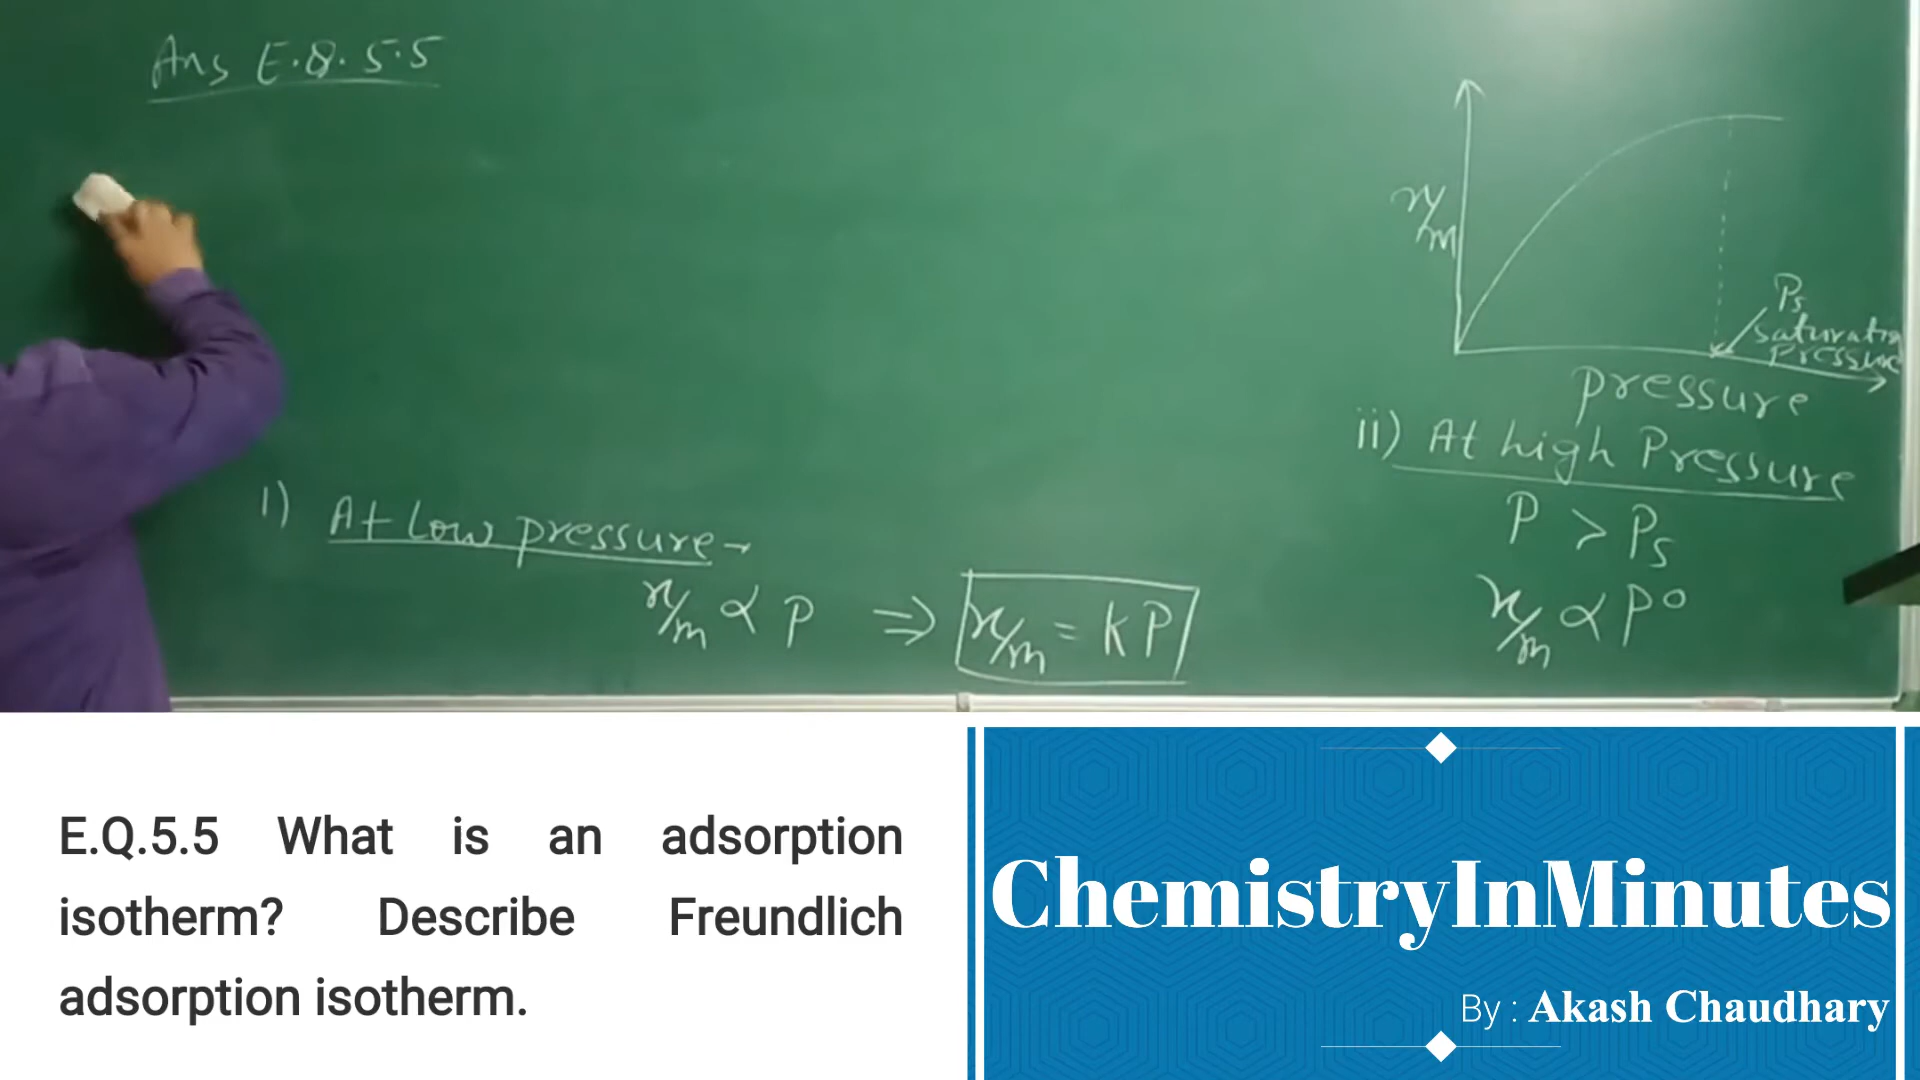 Ans E.Q. 5.5
x/m
Ps
saturation
pressure
pressure
i) At Low pressure -
x/m ∝ P ⇒ x/m = kP
ii) At high Pressure
P > Ps
x/m ∝ P°
E.Q.5.5 What is an adsorption
isotherm? Describe Freundlich
adsorption isotherm.
ChemistryInMinutes
By : Akash Chaudhary